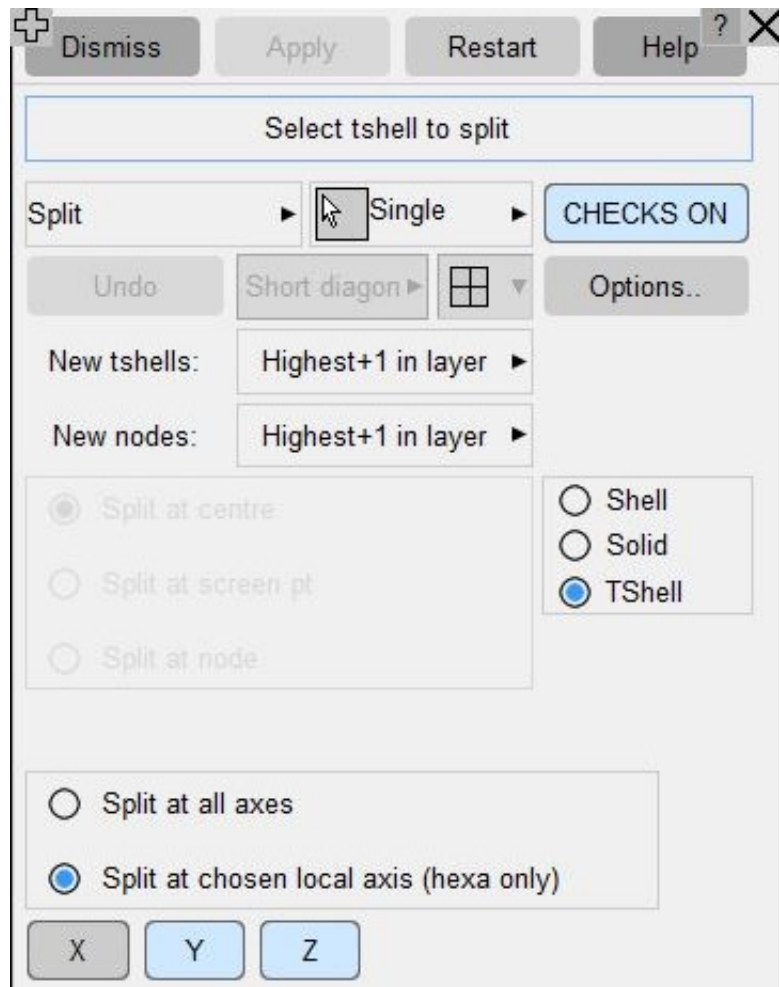 Dismiss Apply Restart Help ?
Select tshell to split
Split Single CHECKS ON
Undo Short diagon Options..
New tshells: Highest+1 in layer
New nodes: Highest+1 in layer
Split at centre
Split at screen pt
Split at node
Shell
Solid
TShell
Split at all axes
Split at chosen local axis (hexa only)
X Y Z